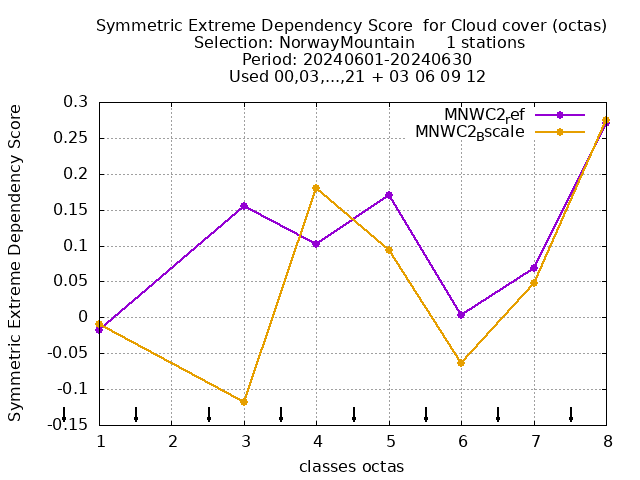 Symmetric Extreme Dependency Score  for Cloud cover (octas)
Selection: NorwayMountain      1 stations
Period: 20240601-20240630
Used 00,03,...,21 + 03 06 09 12
Symmetric Extreme Dependency Score
0.3
0.25
0.2
0.15
0.1
0.05
0
-0.05
-0.1
-0.15
MNWC2ref
MNWC2Bscale
1 2 3 4 5 6 7 8
classes octas